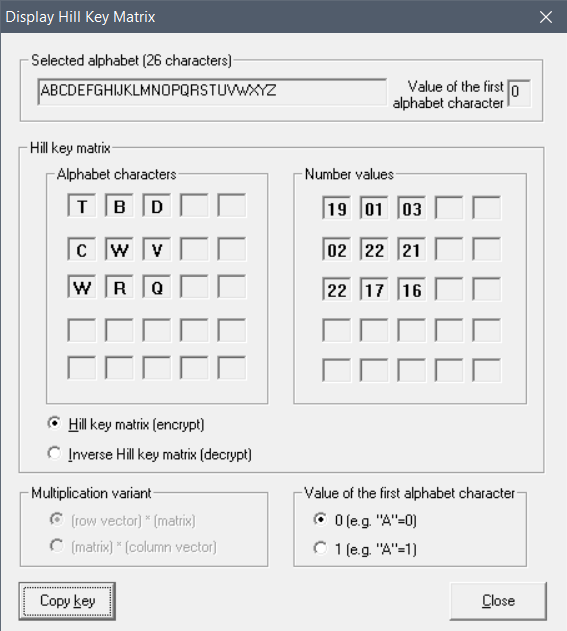 Display Hill Key Matrix
Selected alphabet (26 characters)
ABCDEFGHIJKLMNOPQRSTUVWXYZ
Value of the first
alphabet character
0
Hill key matrix
Alphabet characters
T B D
C W V
W R Q
Number values
19 01 03
02 22 21
22 17 16
Hill key matrix (encrypt)
Inverse Hill key matrix (decrypt)
Multiplication variant
(row vector) * (matrix)
(matrix) * (column vector)
Value of the first alphabet character
0 (e.g. "A"=0)
1 (e.g. "A"=1)
Copy key
Close